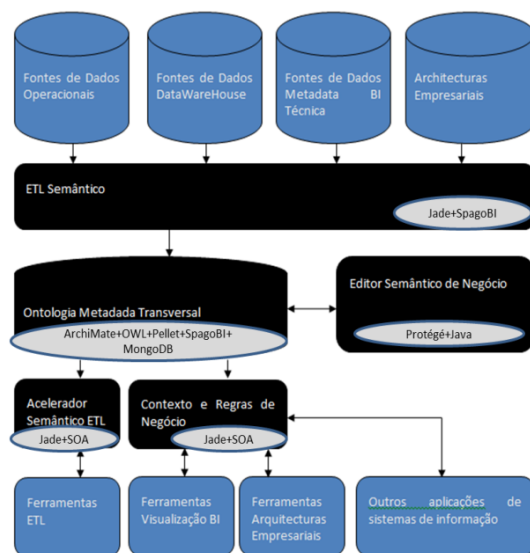 Fontes de Dados
Operacionais
Fontes de Dados
DataWareHouse
Fontes de Dados
Metadata BI
Técnica
Architecturas
Empresariais
ETL Semântico
Jade+SpagoBI
Ontologia Metadada Transversal
ArchiMate+OWL+Pellet+SpagoBI+
MongoDB
Editor Semântico de Negócio
Protégé+Java
Acelerador
Semântico ETL
Jade+SOA
Contexto e Regras de
Negócio
Jade+SOA
Ferramentas
ETL
Ferramentas
Visualização BI
Ferramentas
Arquitecturas
Empresariais
Outros aplicações de
sistemas de informação